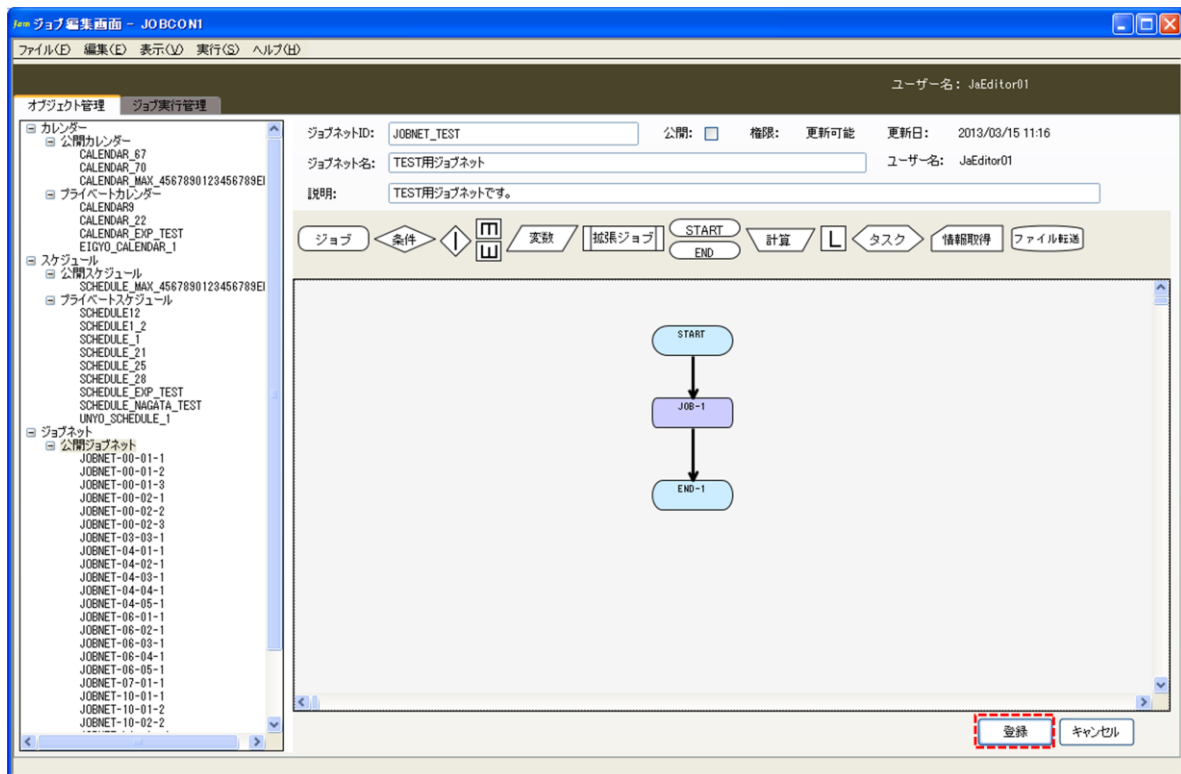 Jam ジョブ編集画面 - JOBCON1
ファイル(F) 編集(E) 表示(V) 実行(S) ヘルプ(H)
ユーザー名: JaEditor01
オブジェクト管理 ジョブ実行管理
カレンダー
公開カレンダー
CALENDAR_67
CALENDAR_70
CALENDAR_MAX_4567890123456789EI
プライベートカレンダー
CALENDAR9
CALENDAR_22
CALENDAR_EXP_TEST
EIGYO_CALENDAR_1
スケジュール
公開スケジュール
SCHEDULE_MAX_4567890123456789EI
プライベートスケジュール
SCHEDULE12
SCHEDULE1_2
SCHEDULE_1
SCHEDULE_21
SCHEDULE_25
SCHEDULE_28
SCHEDULE_EXP_TEST
SCHEDULE_NAGATA_TEST
UNYO_SCHEDULE_1
ジョブネット
公開ジョブネット
JOBNET-00-01-1
JOBNET-00-01-2
JOBNET-00-01-3
JOBNET-00-02-1
JOBNET-00-02-2
JOBNET-00-02-3
JOBNET-03-03-1
JOBNET-04-01-1
JOBNET-04-02-1
JOBNET-04-03-1
JOBNET-04-04-1
JOBNET-04-05-1
JOBNET-06-01-1
JOBNET-06-02-1
JOBNET-06-03-1
JOBNET-06-04-1
JOBNET-06-05-1
JOBNET-07-01-1
JOBNET-10-01-1
JOBNET-10-01-2
JOBNET-10-02-2
ジョブネットID: JOBNET_TEST 公開: 権限: 更新可能 更新日: 2013/03/15 11:16
ジョブネット名: TEST用ジョブネット ユーザー名: JaEditor01
説明: TEST用ジョブネットです。
ジョブ 条件 変数 拡張ジョブ START END 計算 L タスク 情報取得 ファイル転送
START
JOB-1
END-1
登録 キャンセル